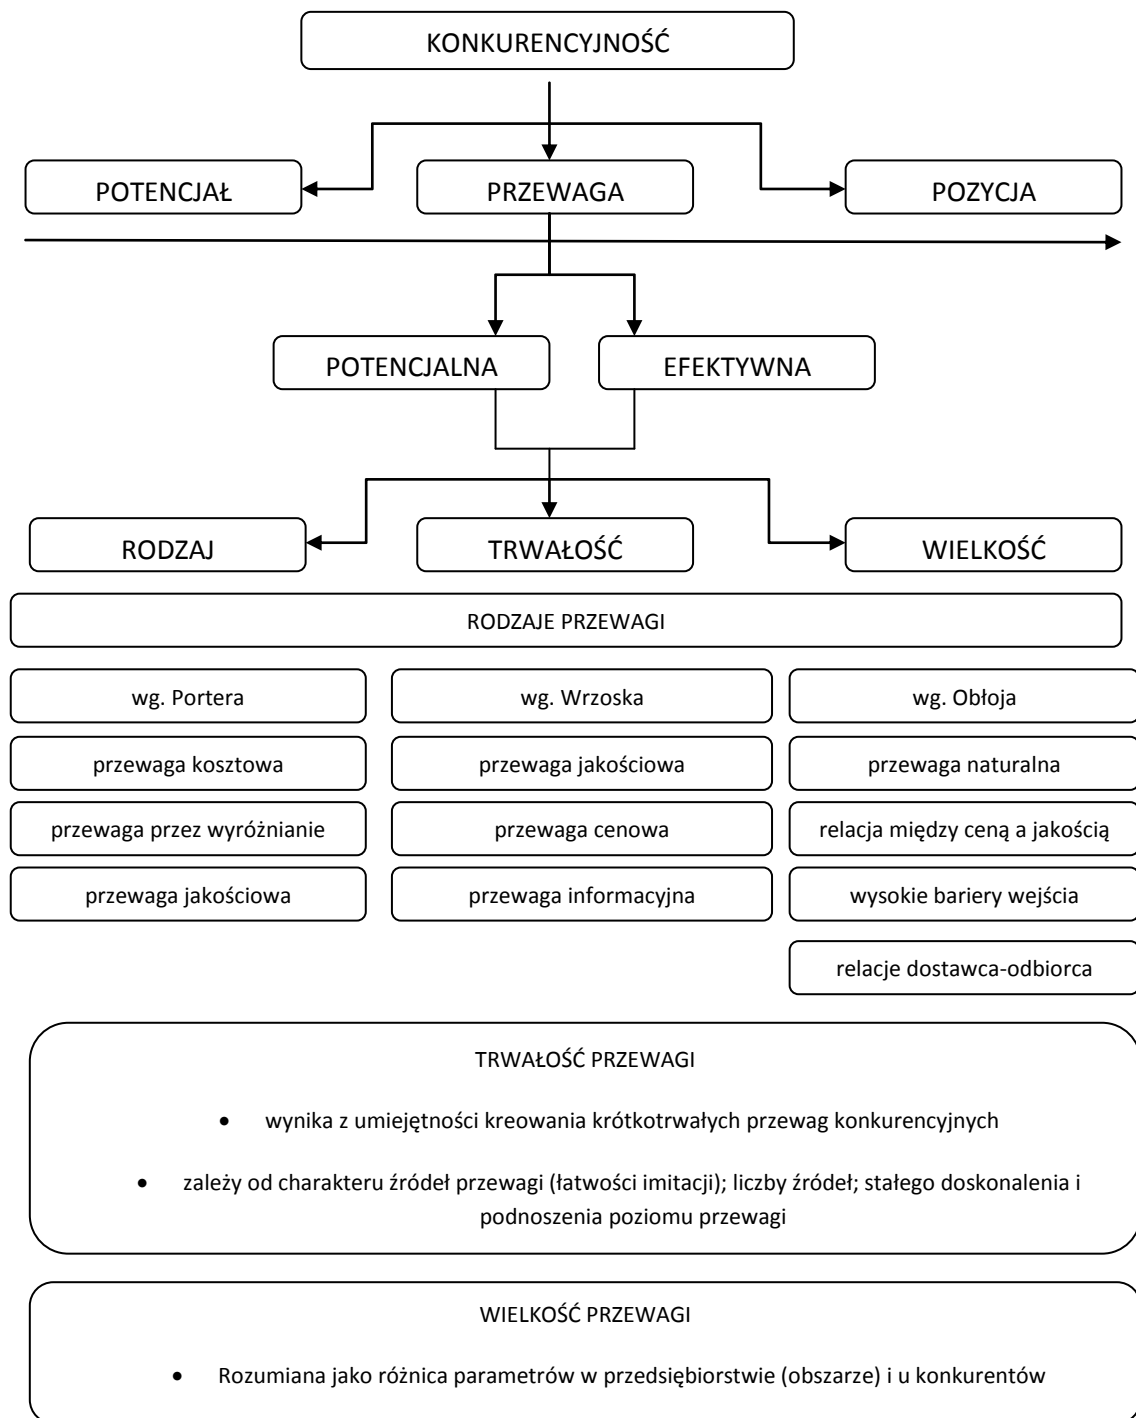 KONKURENCYJNOŚĆ
POTENCJAŁ
PRZEWAGA
POZYCJA
POTENCJALNA
EFEKTYWNA
RODZAJ
TRWAŁOŚĆ
WIELKOŚĆ
RODZAJE PRZEWAGI
wg. Portera
wg. Wrzoska
wg. Obłoja
przewaga kosztowa
przewaga jakościowa
przewaga naturalna
przewaga przez wyróżnianie
przewaga cenowa
relacja między ceną a jakością
przewaga jakościowa
przewaga informacyjna
wysokie bariery wejścia
relacje dostawca-odbiorca
TRWAŁOŚĆ PRZEWAGI
• wynika z umiejętności kreowania krótkotrwałych przewag konkurencyjnych
• zależy od charakteru źródeł przewagi (łatwości imitacji); liczby źródeł; stałego doskonalenia i
podnoszenia poziomu przewagi
WIELKOŚĆ PRZEWAGI
• Rozumiana jako różnica parametrów w przedsiębiorstwie (obszarze) i u konkurentów